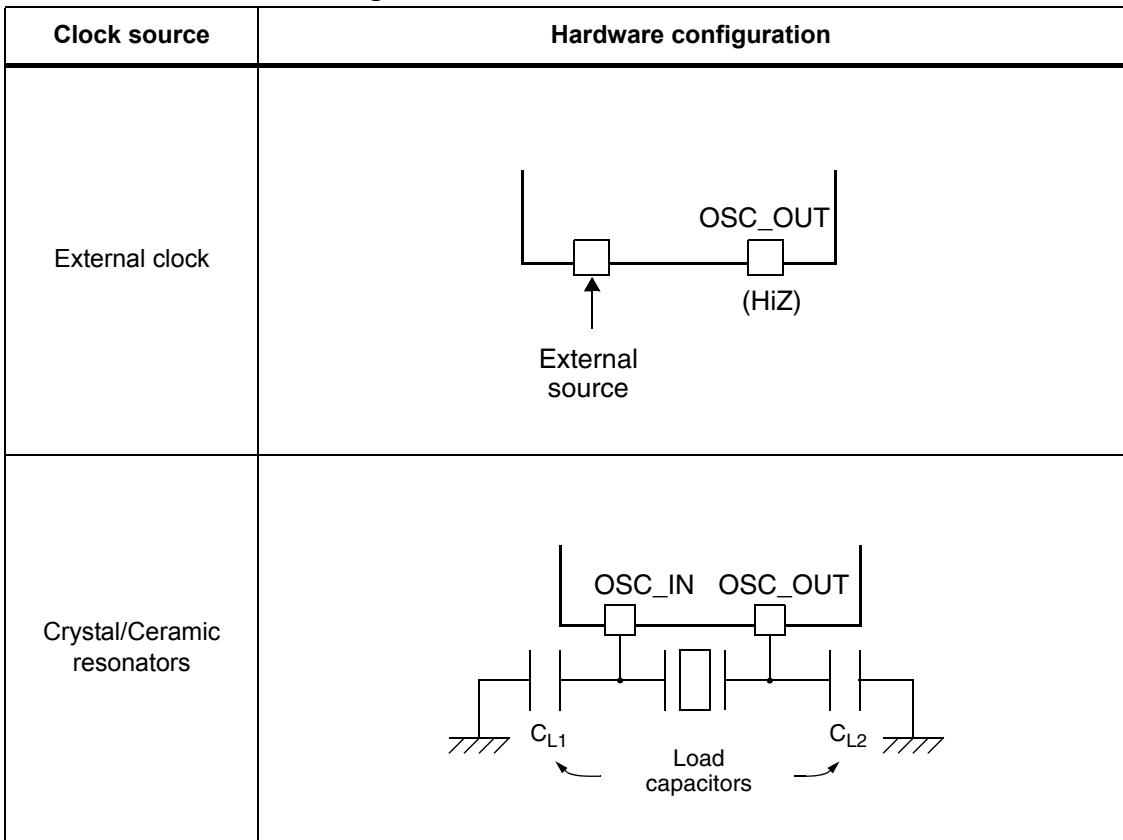 Clock source
Hardware configuration
External clock
OSC_OUT
(HiZ)
External
source
Crystal/Ceramic
resonators
OSC_IN OSC_OUT
CL1
CL2
Load
capacitors